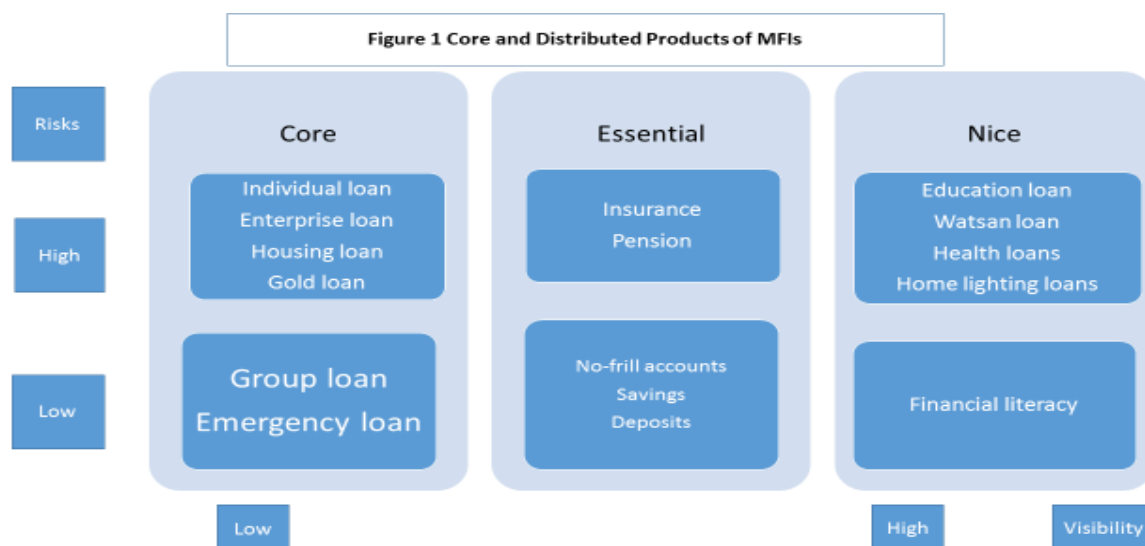 Figure 1 Core and Distributed Products of MFIs
Risks
Core
Essential
Nice
High
Individual loan
Enterprise loan
Housing loan
Gold loan
Insurance
Pension
Education loan
Watsan loan
Health loans
Home lighting loans
Low
Group loan
Emergency loan
No-frill accounts
Savings
Deposits
Financial literacy
Low
High
Visibility